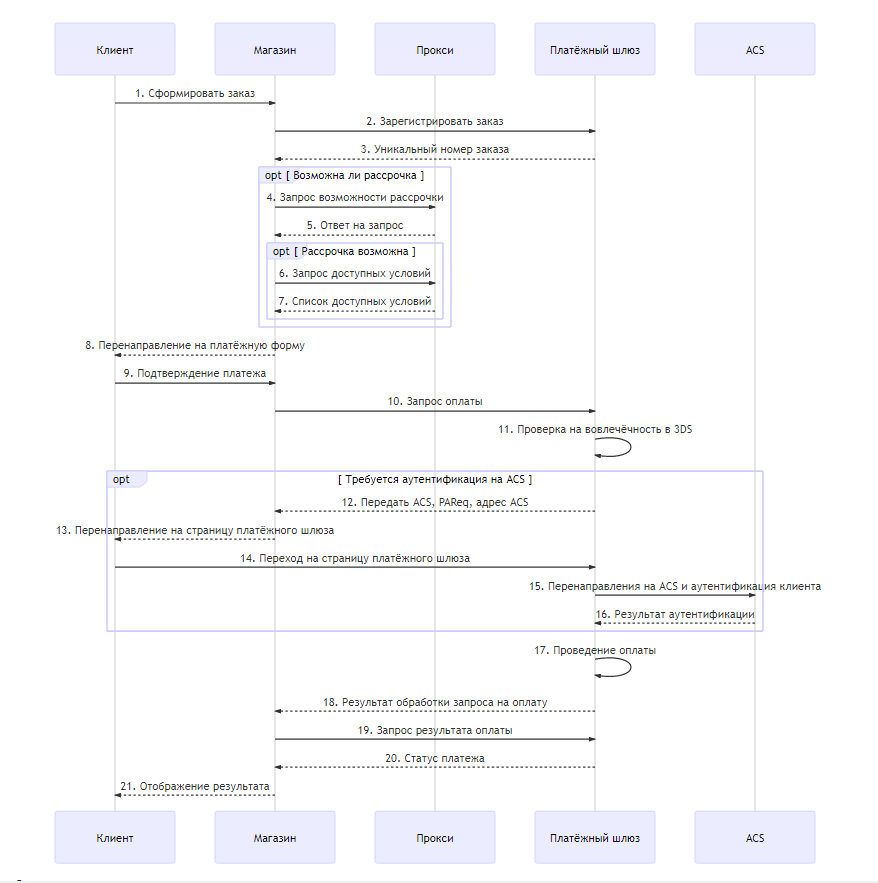 Клиент
Магазин
Прокси
Платёжный шлюз
ACS
1. Сформировать заказ
2. Зарегистрировать заказ
3. Уникальный номер заказа
opt [ Возможна ли рассрочка ]
4. Запрос возможности рассрочки
5. Ответ на запрос
opt [ Рассрочка возможна ]
6. Запрос доступных условий
7. Список доступных условий
8. Перенаправление на платёжную форму
9. Подтверждение платежа
10. Запрос оплаты
11. Проверка на вовлечённость в 3DS
opt [ Требуется аутентификация на ACS ]
12. Передать ACS, PAReq, адрес ACS
13. Перенаправление на страницу платёжного шлюза
14. Переход на страницу платёжного шлюза
15. Перенаправления на ACS и аутентификация клиента
16. Результат аутентификации
17. Проведение оплаты
18. Результат обработки запроса на оплату
19. Запрос результата оплаты
20. Статус платежа
21. Отображение результата
Клиент
Магазин
Прокси
Платёжный шлюз
ACS